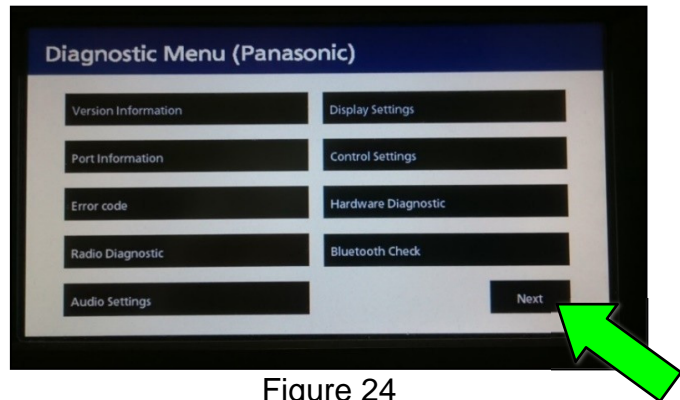 Diagnostic Menu (Panasonic)
Version Information
Display Settings
Port Information
Control Settings
Error code
Hardware Diagnostic
Radio Diagnostic
Bluetooth Check
Audio Settings
Next
Figure 24